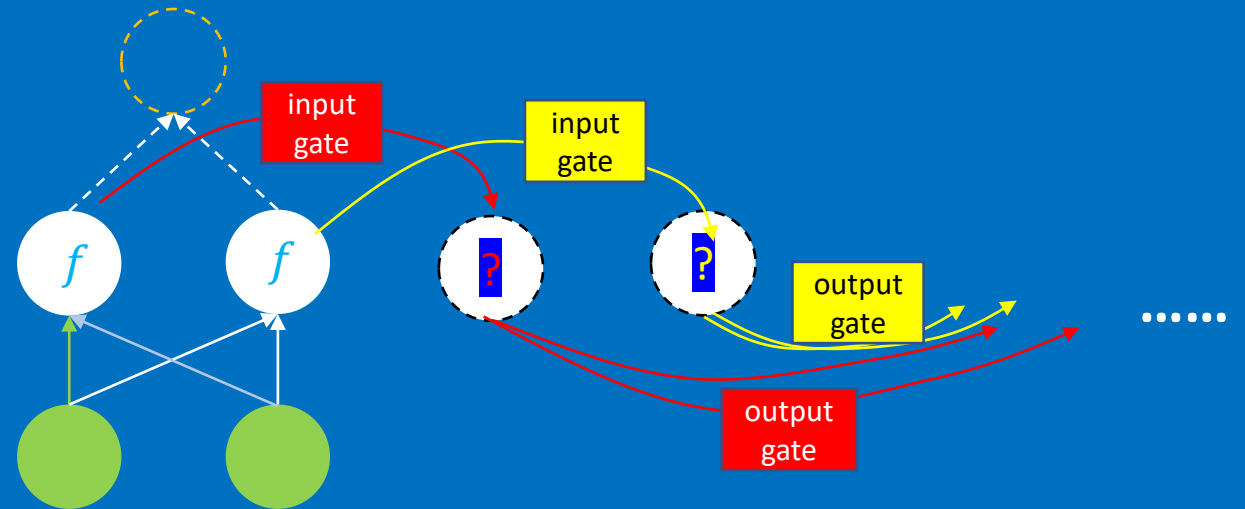 input
gate
input
gate
f
f
?
?
output
gate
......
output
gate